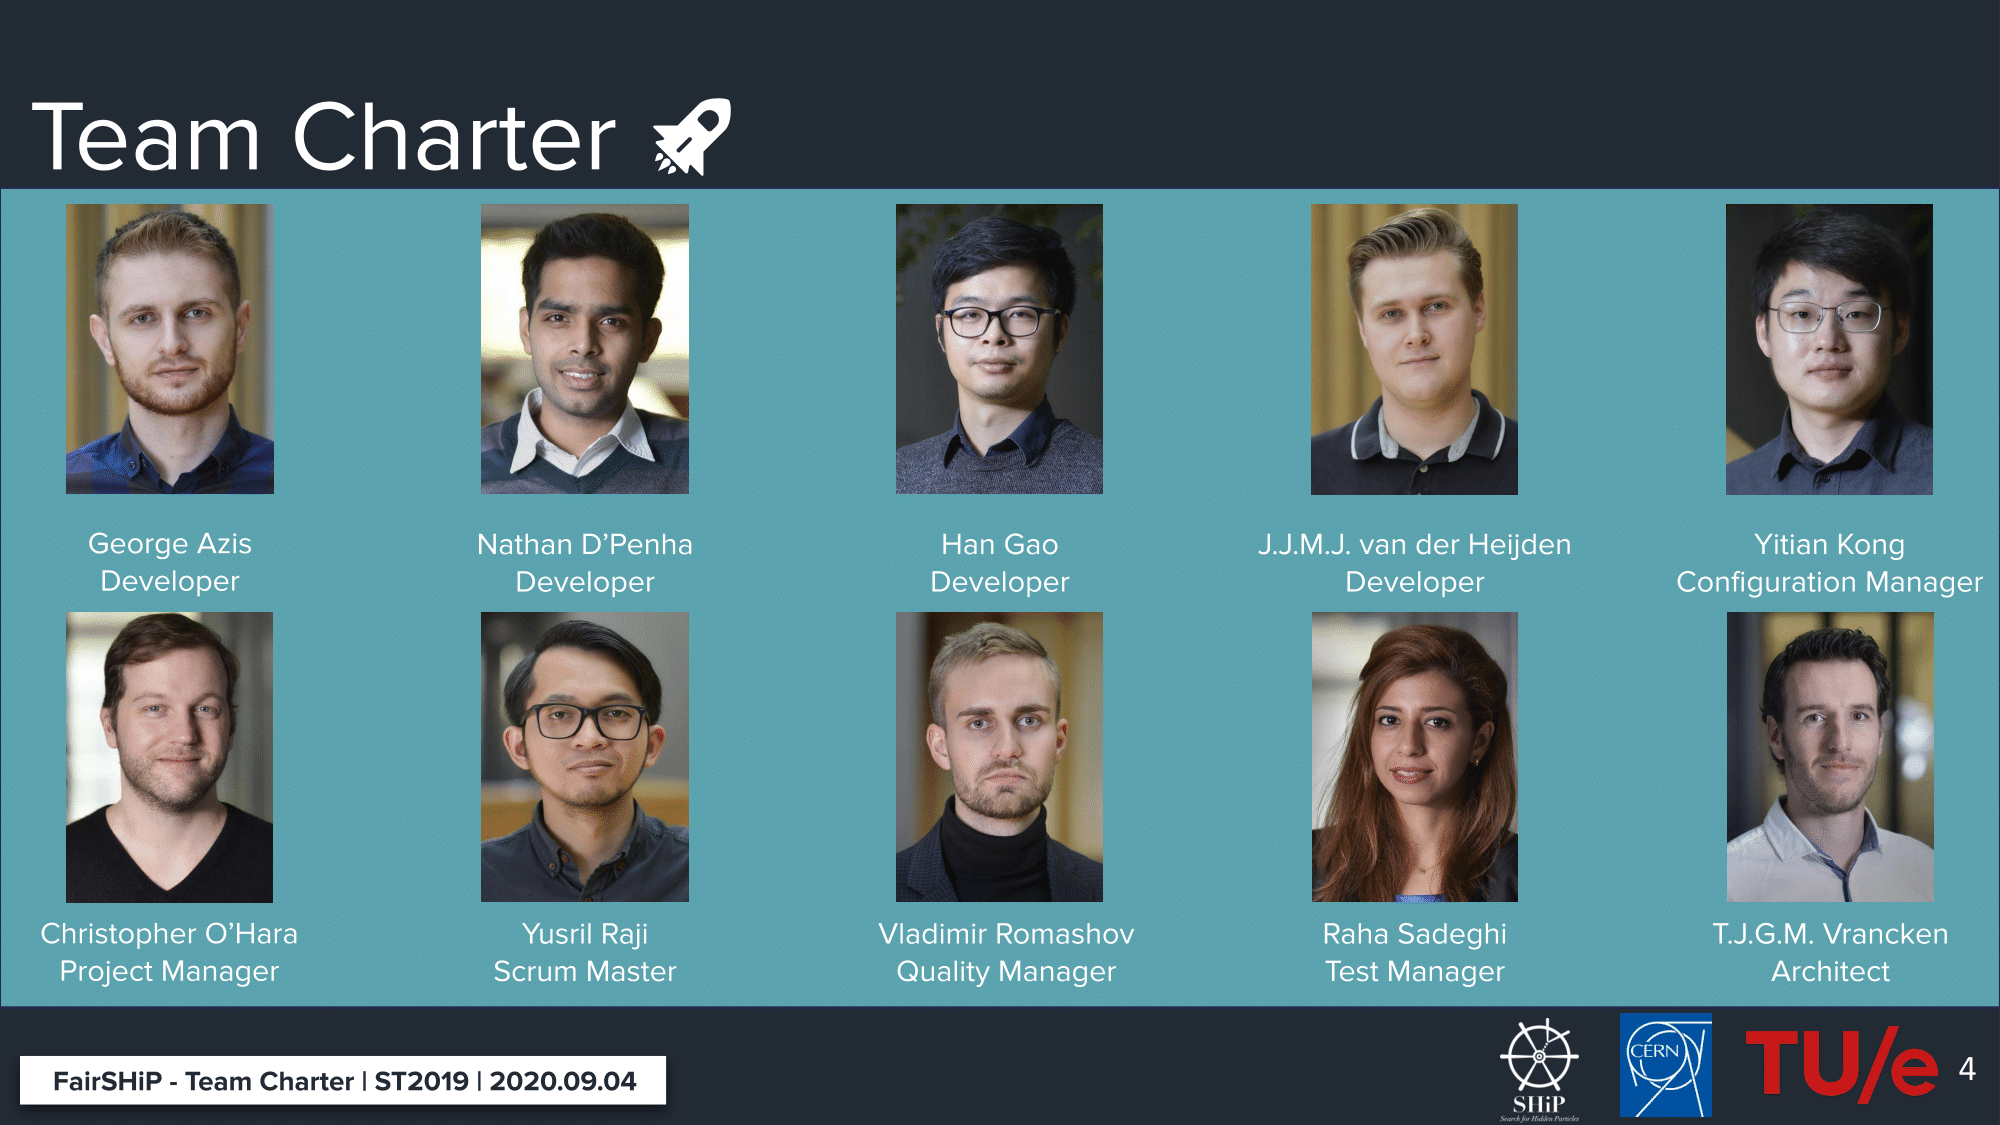 Team Charter
George Azis
Developer
Nathan D’Penha
Developer
Han Gao
Developer
J.J.M.J. van der Heijden
Developer
Yitian Kong
Configuration Manager
Christopher O’Hara
Project Manager
Yusril Raji
Scrum Master
Vladimir Romashov
Quality Manager
Raha Sadeghi
Test Manager
T.J.G.M. Vrancken
Architect
FairSHiP - Team Charter | ST2019 | 2020.09.04
SHiP
Search for Hidden Particles
CERN
TU/e
4